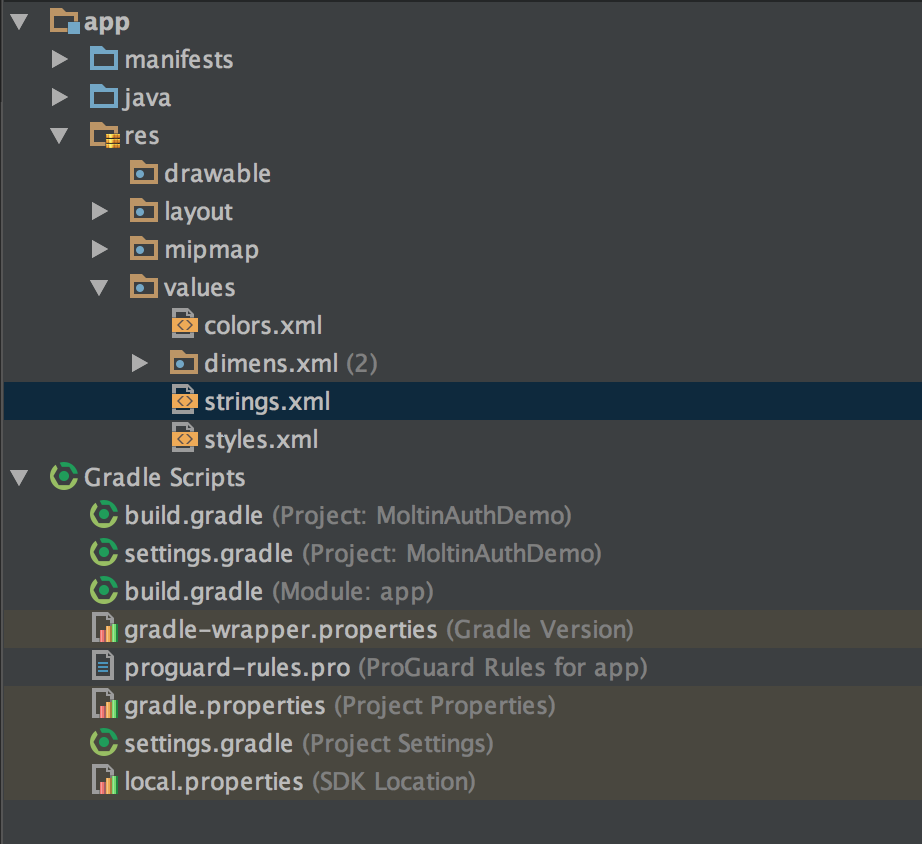 app
manifests
java
res
drawable
layout
mipmap
values
colors.xml
dimens.xml (2)
strings.xml
styles.xml
Gradle Scripts
build.gradle (Project: MoltinAuthDemo)
settings.gradle (Project: MoltinAuthDemo)
build.gradle (Module: app)
gradle-wrapper.properties (Gradle Version)
proguard-rules.pro (ProGuard Rules for app)
gradle.properties (Project Properties)
settings.gradle (Project Settings)
local.properties (SDK Location)